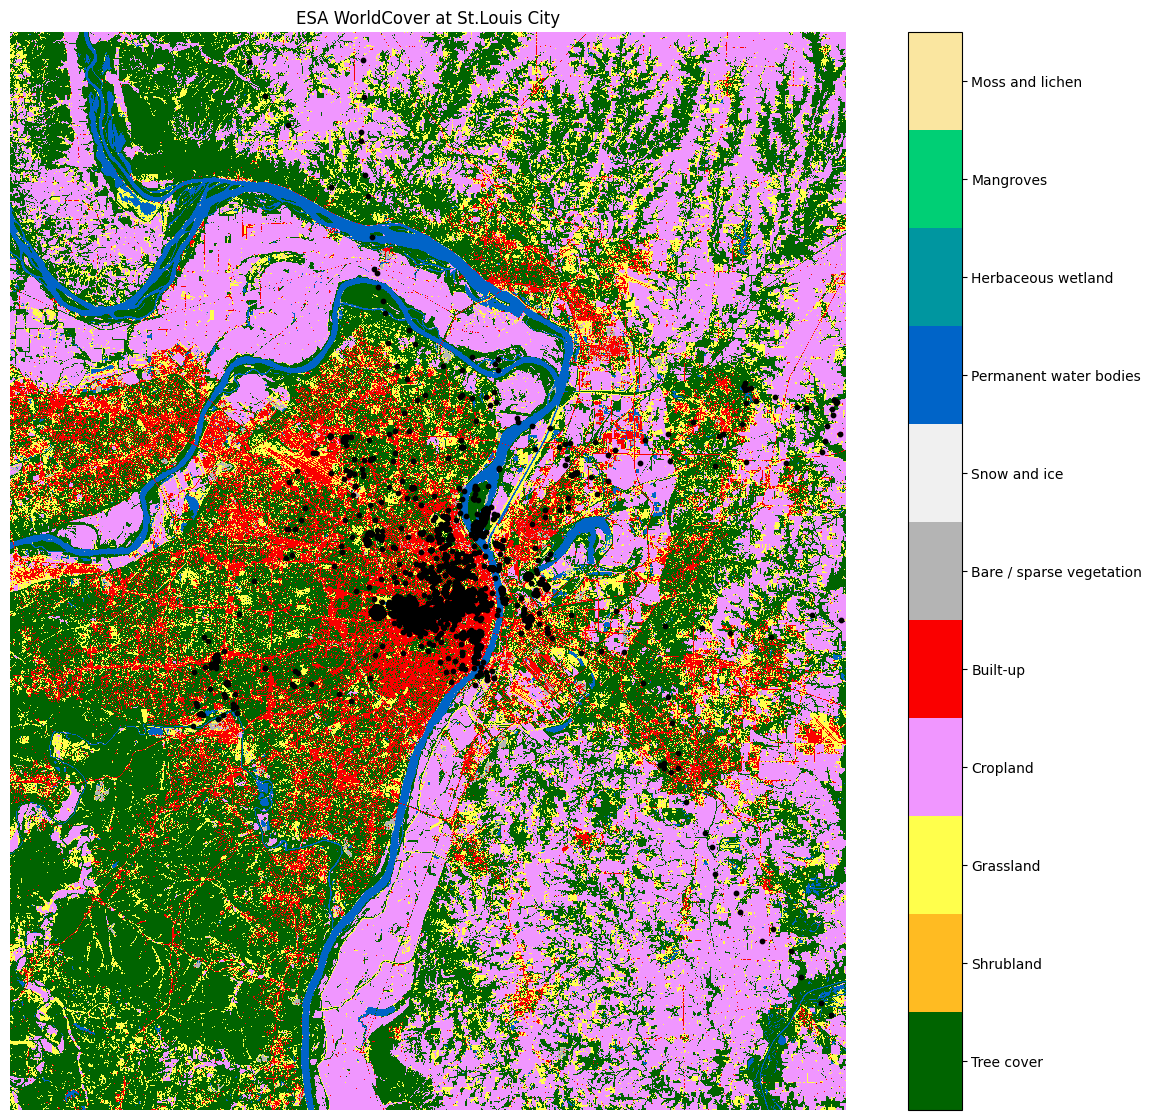 ESA WorldCover at St.Louis City
Moss and lichen
Mangroves
Herbaceous wetland
Permanent water bodies
Snow and ice
Bare / sparse vegetation
Built-up
Cropland
Grassland
Shrubland
Tree cover